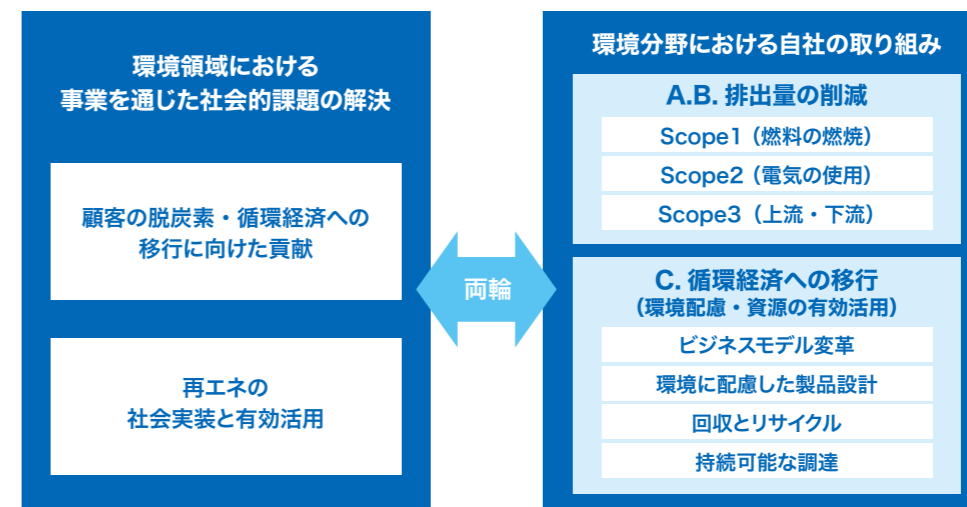 環境領域における
事業を通じた社会的課題の解決
顧客の脱炭素・循環経済への
移行に向けた貢献
再エネの
社会実装と有効活用
両輪
環境分野における自社の取り組み
A.B. 排出量の削減
Scope1（燃料の燃焼）
Scope2（電気の使用）
Scope3（上流・下流）
C. 循環経済への移行
（環境配慮・資源の有効活用）
ビジネスモデル変革
環境に配慮した製品設計
回収とリサイクル
持続可能な調達